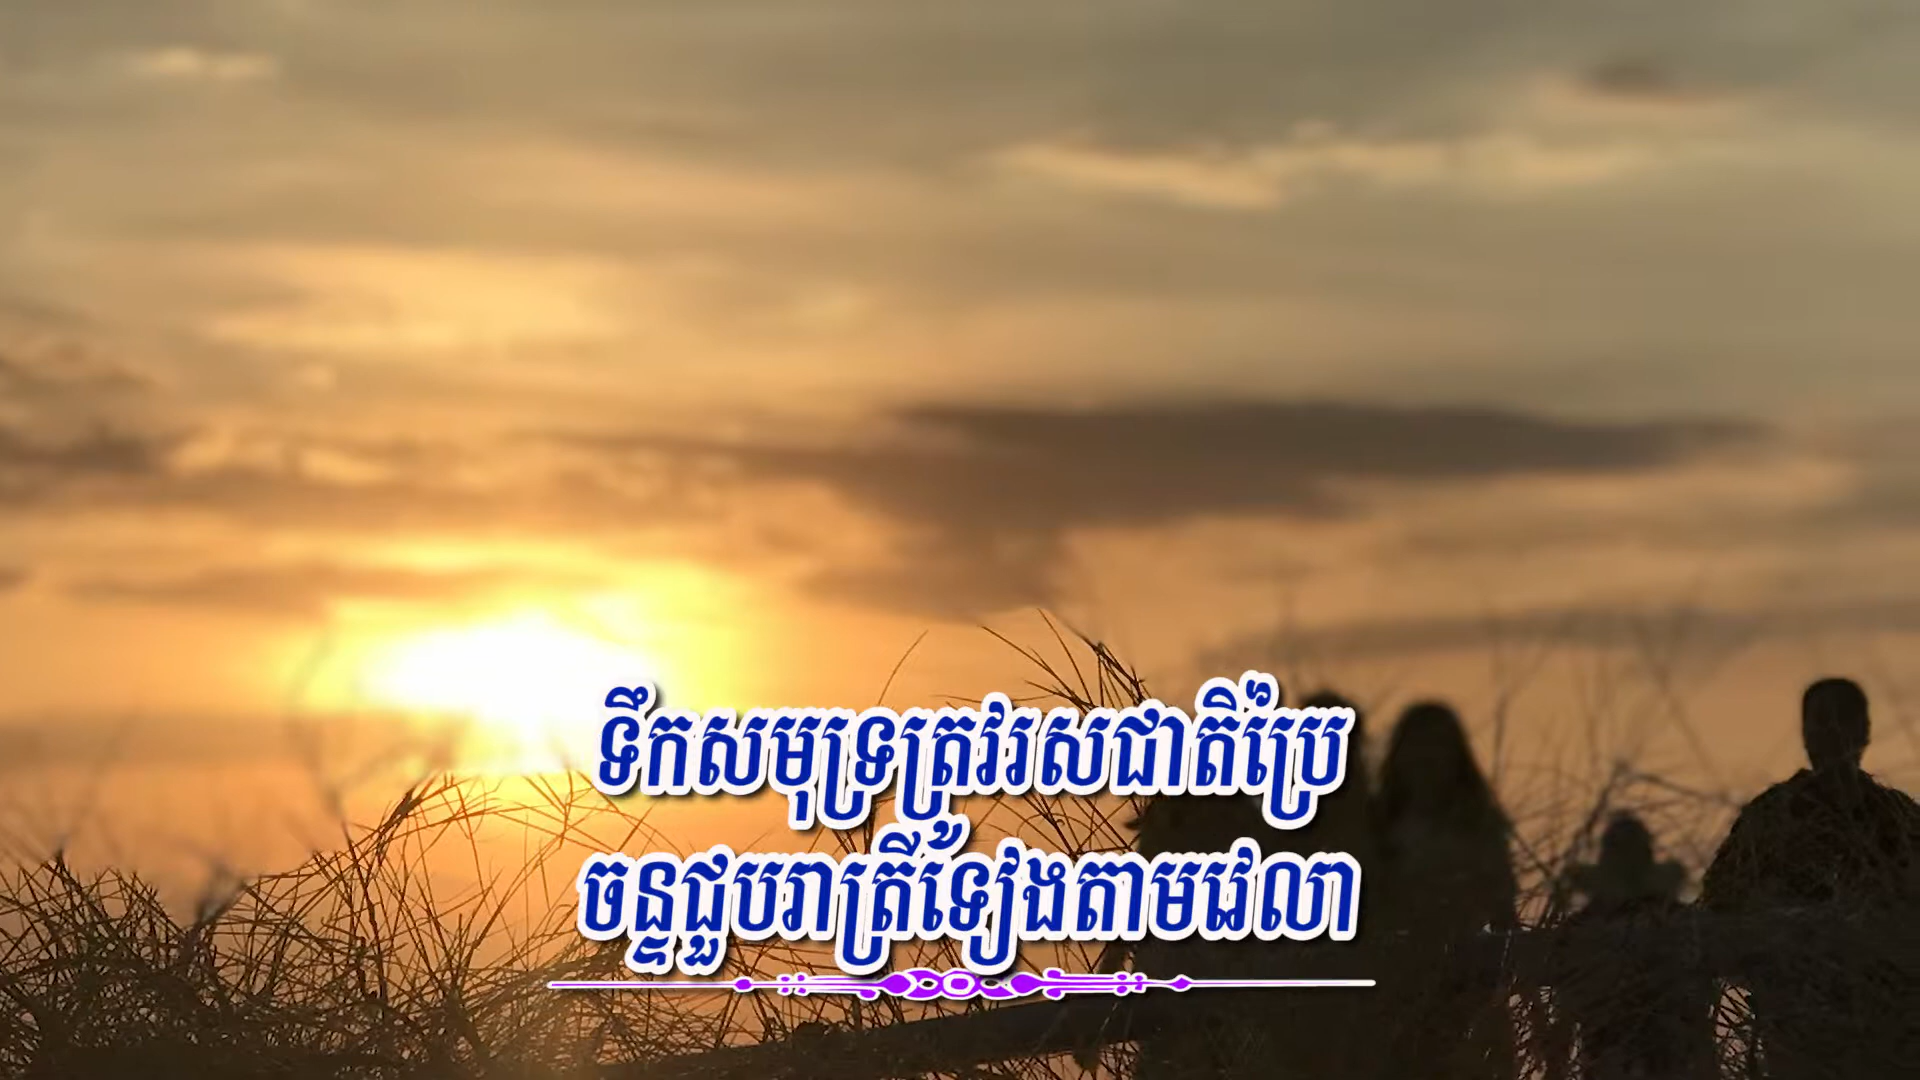 ទឹកសមុទ្រត្រូវរសជាតិប្រៃ
ចន្ទជួបរាត្រីទៀងតាមវេលា